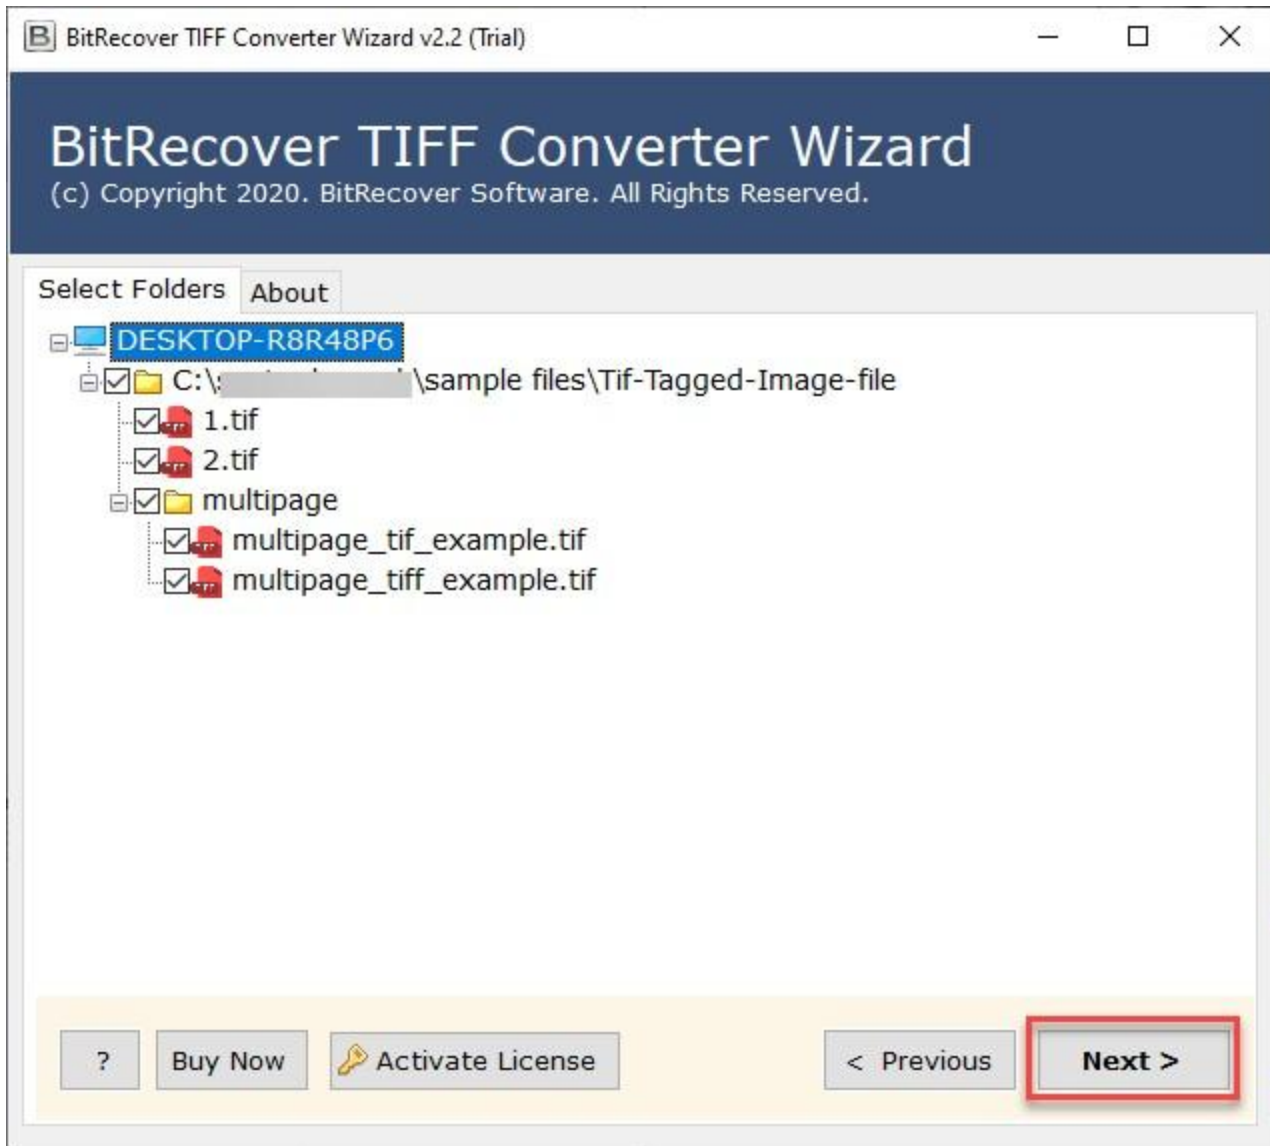 BitRecover TIFF Converter Wizard v2.2 (Trial)
BitRecover TIFF Converter Wizard
(c) Copyright 2020. BitRecover Software. All Rights Reserved.
Select Folders About
DESKTOP-R8R48P6
C:\ \sample files\Tif-Tagged-Image-file
1.tif
2.tif
multipage
multipage_tif_example.tif
multipage_tiff_example.tif
? Buy Now Activate License < Previous Next >